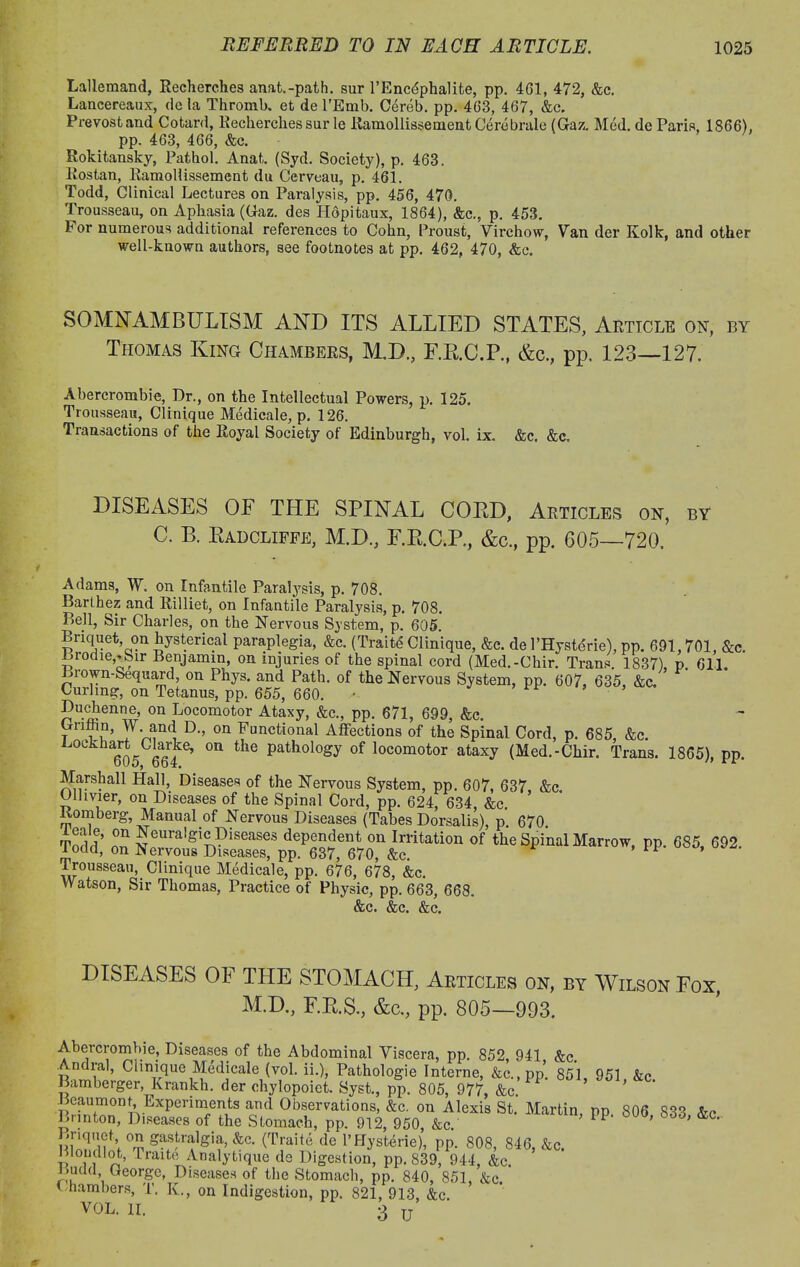 REFERRED TO IN EACH ARTICLE. 1025
Lallemand, Recherches anat.-path. sur l'Encéphalite, pp. 461, 472, &c.
Lancereaux, de la Thromb. et de l'Emb. Céréb. pp. 463, 467, &c.
Prevost and Cotard, Recherches sur le Ramollissement Cérébrale (Gaz. Méd. de Paris, 1866),
pp. 463, 466, &c.
Rokitansky, Pathol. Anat. (Syd. Society), p. 463.
Rostan, Ramollissement du Cerveau, p. 461.
Todd, Clinical Lectures on Paralysis, pp. 456, 470.
Trousseau, on Aphasia (Gaz. des Hôpitaux, 1864), &c., p. 453.
For numerous additional references to Cohn, Proust, Virchow, Van der Kolk, and other
well-known authors, see footnotes at pp. 462, 470, &c.
SOMNAMBULISM AND ITS ALLIED STATES, ARTICLE ON, BY
THOMAS KING CHAMBERS, M.D., F.R.C.P., &c., pp. 123—127.
Abercrombie, Dr., on the Intellectual Powers, p. 125.
Trousseau, Clinique Médicale, p. 126.
Transactions of the Royal Society of Edinburgh, vol. ix. &c. &c.
DISEASES OF THE SPINAL CORD, ARTICLES ON, BY
C. B. RADCLIFFE, M.D., F.R.C.P., &c., pp. 605—720.
Adams, W. on Infantile Paralysis, p. 708.
Barthez and Rilliet, on Infantile Paralysis, p. 708.
Bell, Sir Charles, on the Nervous System, p. 605.
Briquet, on hysterical paraplegia, &c. (Traité Clinique, &c. de l'Hystérie), pp. 691, 701, &c.
Brodie, Sir Benjamin, on injuries of the spinal cord (Med.-Chir. Trans. 1837), p. 611.
Brown-Séquard, on Phys. and Path. of the Nervous System, pp. 607, 635, &c.
Curling, on Tetanus, pp. 655, 660.
Duchenne, on Locomotor Ataxy, &c., pp. 671, 699, &c.
Griffin, W. and D., on Functional Affections of the Spinal Cord, p. 685, &c.
Lockhart Clarke, on the pathology of locomotor ataxy (Med.-Chir. Trans. 1865), pp.
605, 664.
Marshall Hall, Diseases of the Nervous System, pp. 607, 637, &c.
Ollivier, on Diseases of the Spinal Cord, pp. 624, 634, &c.
Romberg, Manual of Nervous Diseases (Tabes Dorsalis), p. 670.
Teale, on Neuralgic Diseases dependent on Irritation of the Spinal Marrow, pp. 685, 692.
Todd, on Nervous Diseases, pp. 637, 670, &c.
Trousseau, Clinique Médicale, pp. 676, 678, &c.
Watson, Sir Thomas, Practice of Physic, pp. 663, 668.
&c. &c. &c.
DISEASES OF THE STOMACH, ARTICLES ON, BY WILSON FOX,
M.D., F.R.S., &c., pp. 805—993.
Abercrombie, Diseases of the Abdominal Viscera, pp. 852, 941, &c.
Andral, Clinique Médicale (vol. ii.), Pathologie Interne, &c., pp. 851, 951, &c.
Bamberger, Krankh. der chylopoiet. Syst., pp. 805, 977, &c.
Beaumont, Experiments and Observations, &c. on Alexis St. Martin, pp. 806, 833, &c.
Brinton, Diseases of the Stomach, pp. 912, 950, &c.
Briquet, on gastralgia, &c. (Traité de l'Hystérie), pp. 808, 846, &c.
Blondlot, Traité Analytique de Digestion, pp. 839, 944, &c.
Budd, George, Diseases of the Stomach, pp. 840, 851, &c.
Chambers, T. K., on Indigestion, pp. 821, 913, &c.
VOL. II. 3 U